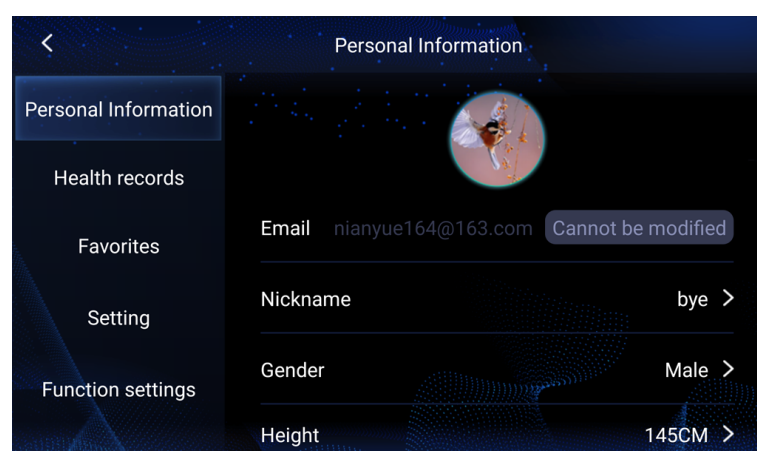 Personal Information
Personal Information
Health records
Favorites
Setting
Function settings
Email nianyue164@163.com Cannot be modified
Nickname bye
Gender Male
Height 145CM